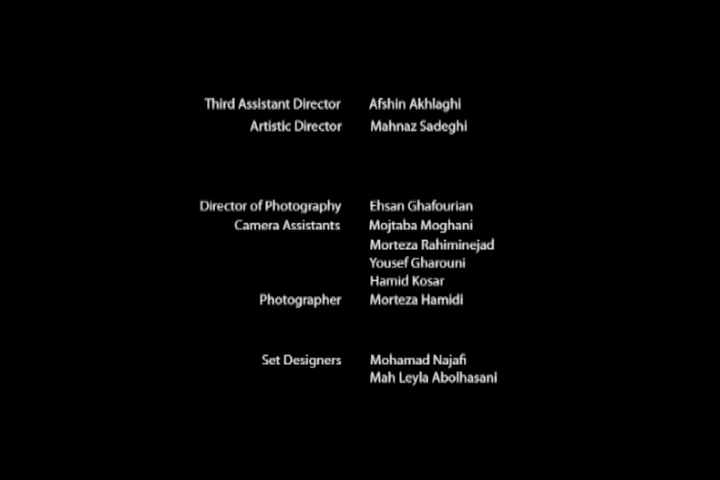 Third Assistant Director Afshin Akhlaghi
Artistic Director Mahnaz Sadeghi
Director of Photography Ehsan Ghafourian
Camera Assistants Mojtaba Moghani
Morteza Rahiminejad
Yousef Gharouni
Hamid Kosar
Photographer Morteza Hamidi
Set Designers Mohamad Najafi
Mah Leyla Abolhasani